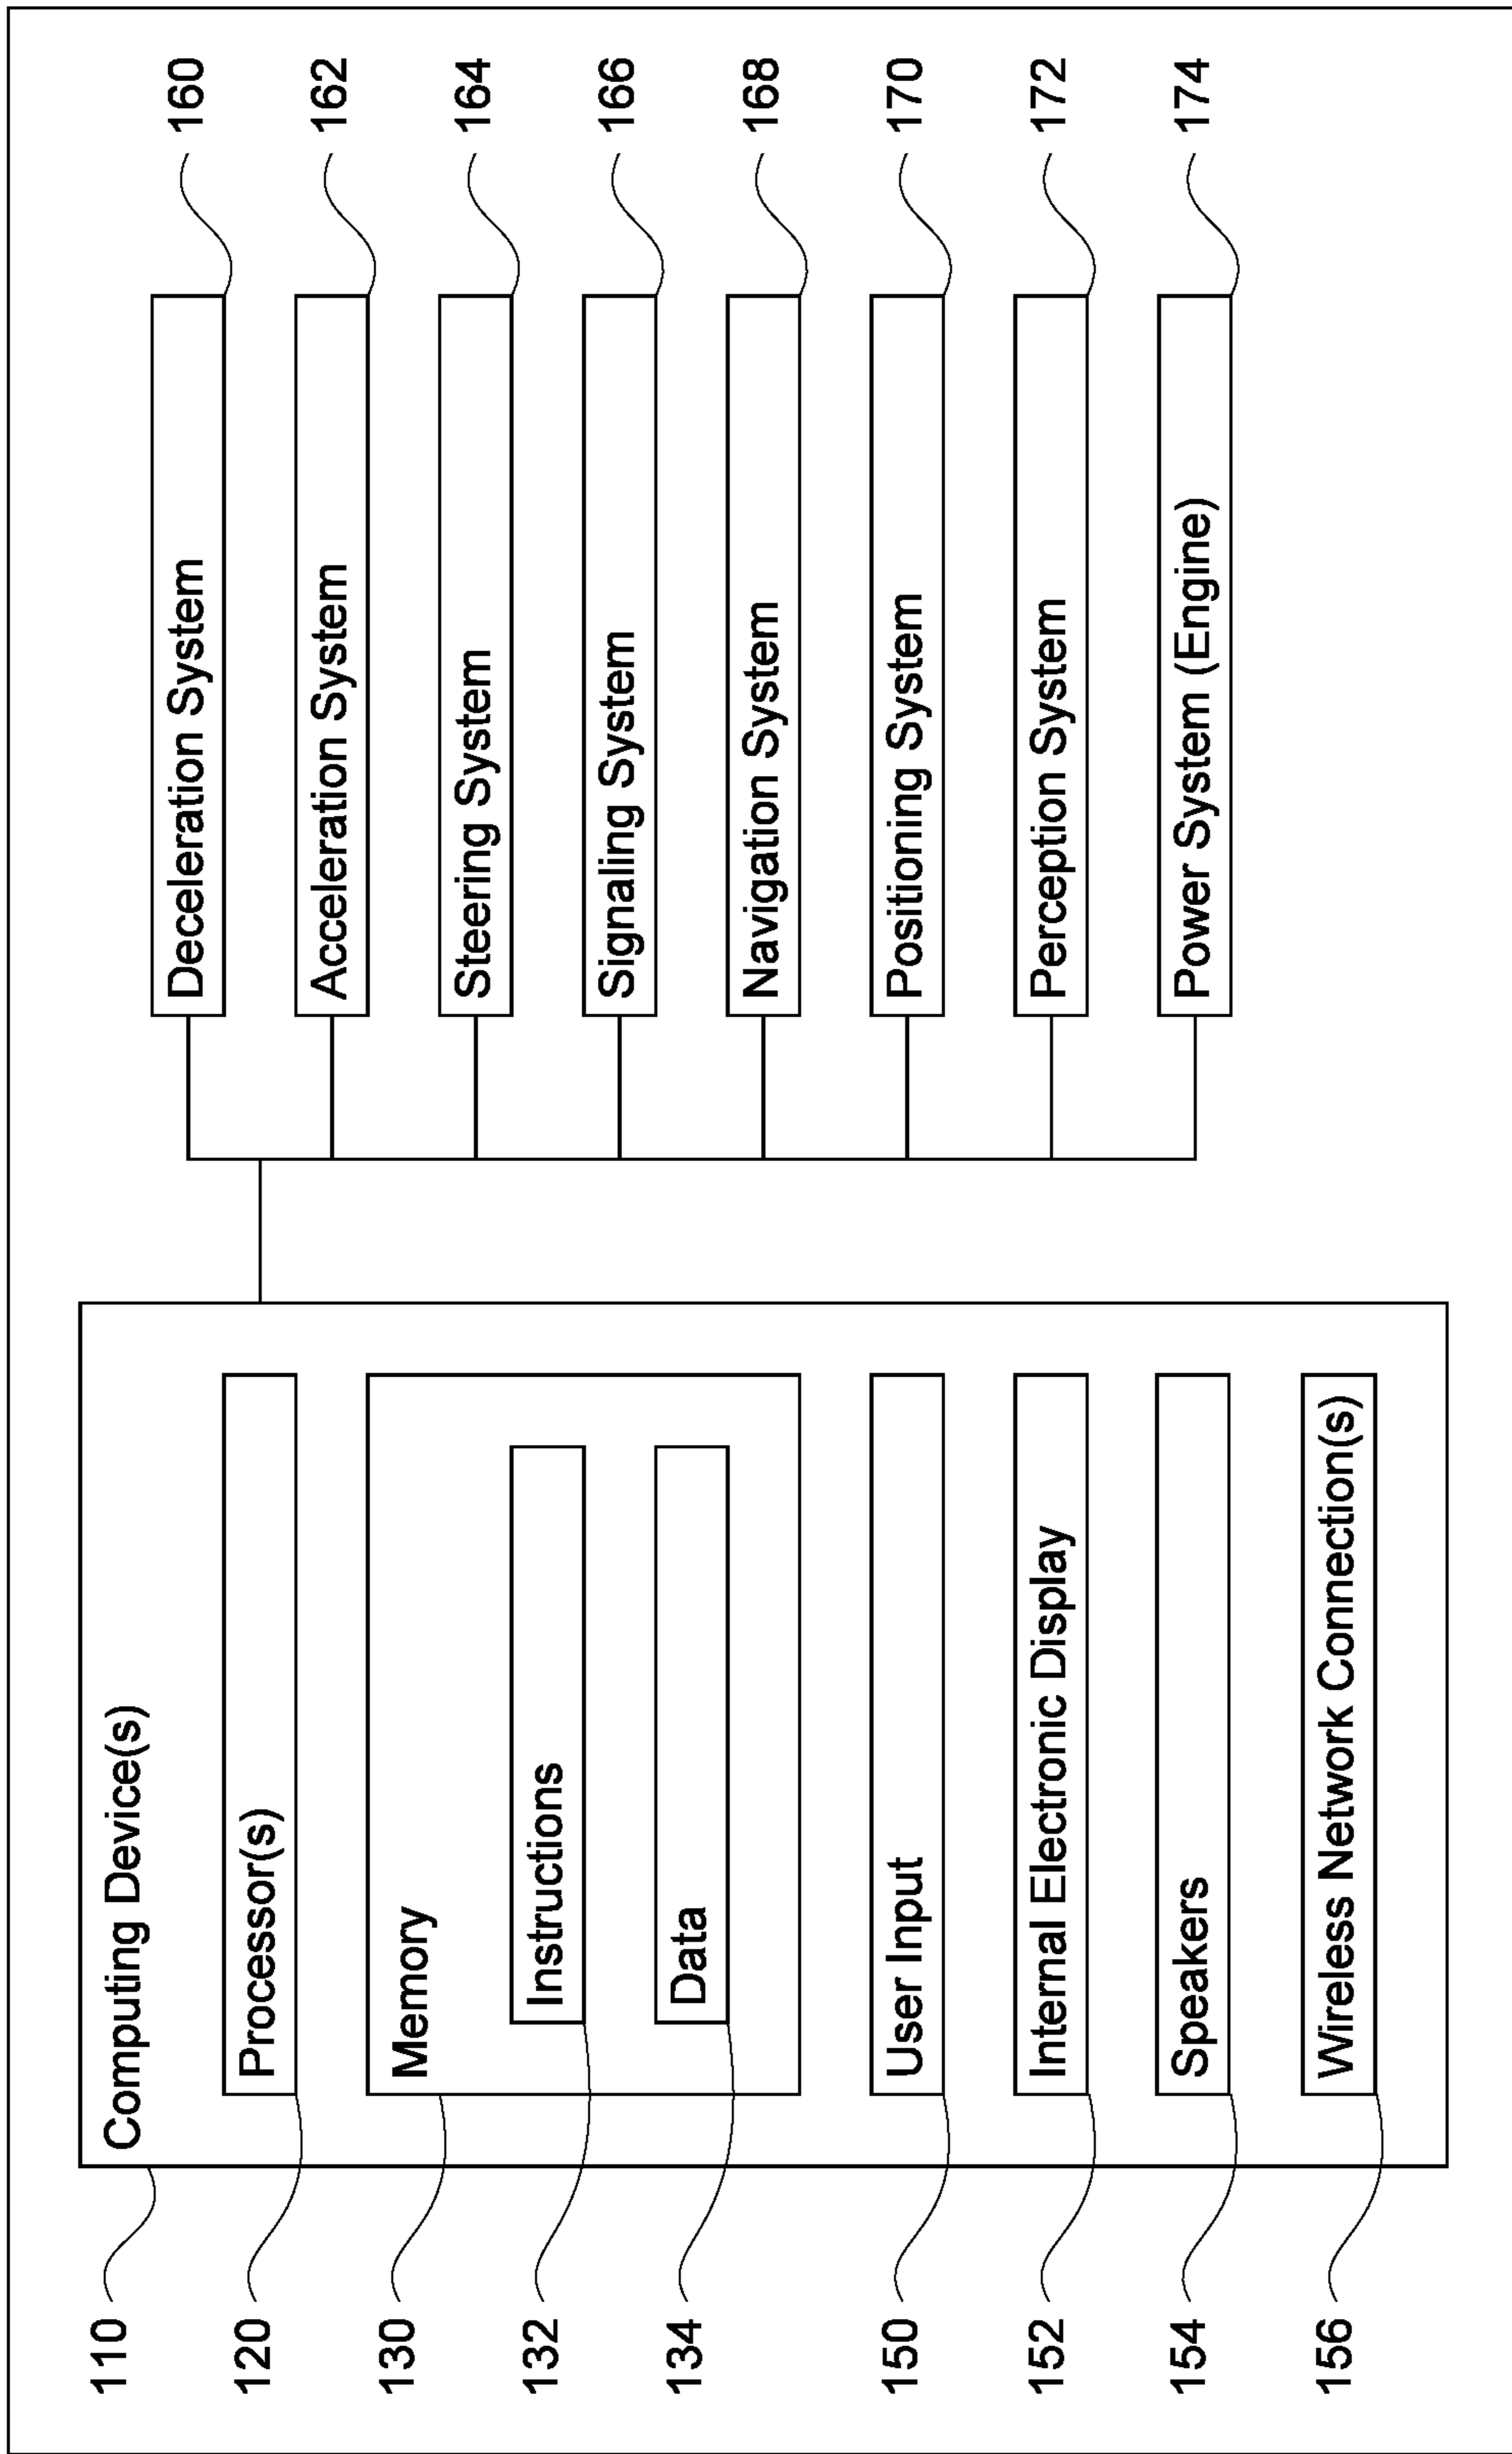 110
Computing Device(s)
120
Processor(s)
130
Memory
132
Instructions
134
Data
150
User Input
152
Internal Electronic Display
154
Speakers
156
Wireless Network Connection(s)
Deceleration System
160
Acceleration System
162
Steering System
164
Signaling System
166
Navigation System
168
Positioning System
170
Perception System
172
Power System (Engine)
174